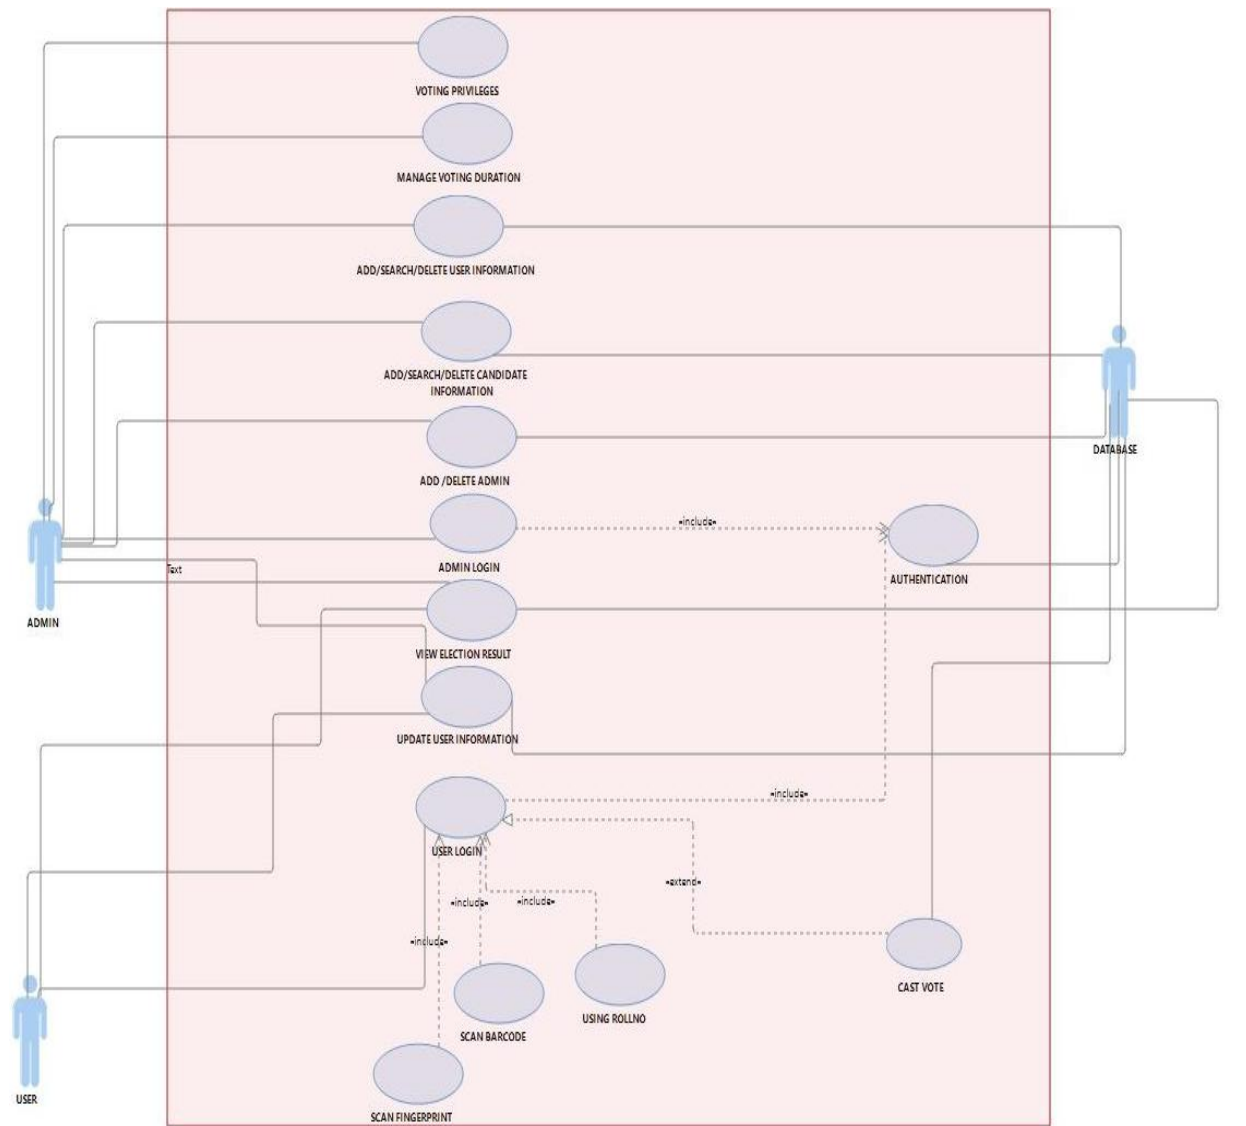 VOTING PRIVILEGES
MANAGE VOTING DURATION
ADD/SEARCH/DELETE USER INFORMATION
ADD/SEARCH/DELETE CANDIDATE
INFORMATION
DATABASE
ADD /DELETE ADMIN
«include»
ADMIN LOGIN
AUTHENTICATION
Text
ADMIN
VIEW ELECTION RESULT
UPDATE USER INFORMATION
«include»
USER LOGIN
«extend»
«include»
«include»
«include»
CAST VOTE
USING ROLLNO
SCAN BARCODE
USER
SCAN FINGERPRINT